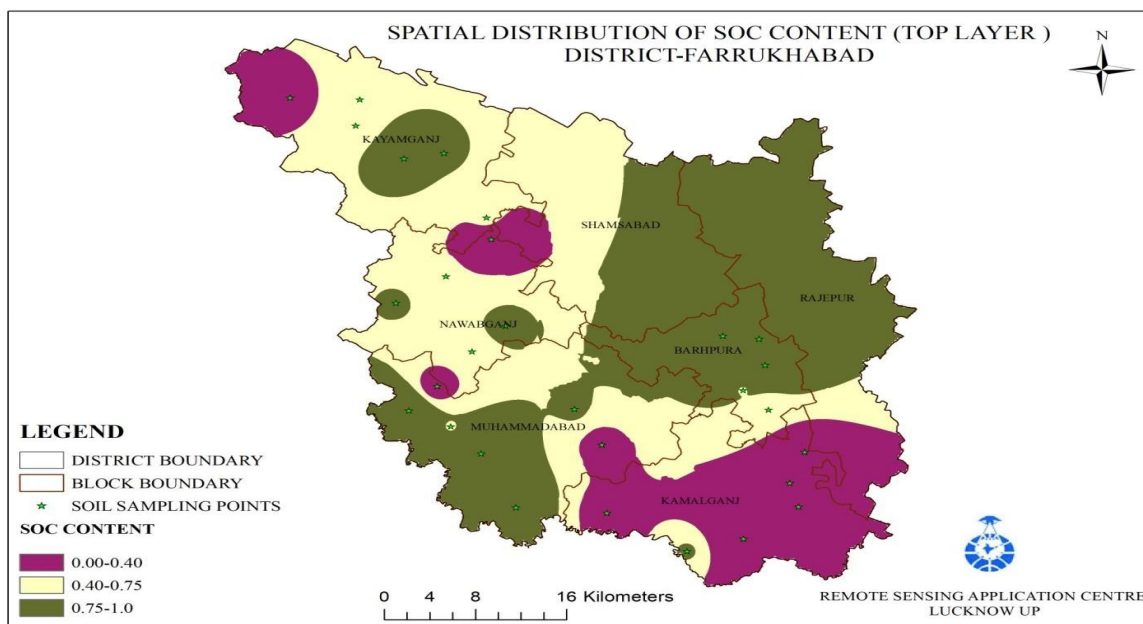 SPATIAL DISTRIBUTION OF SOC CONTENT (TOP LAYER )
DISTRICT-FARRUKHABAD
N
KAYAMGANJ
SHAMSABAD
RAJEPUR
NAWABGANJ
BARHPURA
MUHAMMADABAD
KAMALGANJ
LEGEND
DISTRICT BOUNDARY
BLOCK BOUNDARY
SOIL SAMPLING POINTS
SOC CONTENT
0.00-0.40
0.40-0.75
0.75-1.0
0 4 8 16 Kilometers
REMOTE SENSING APPLICATION CENTRE
LUCKNOW UP